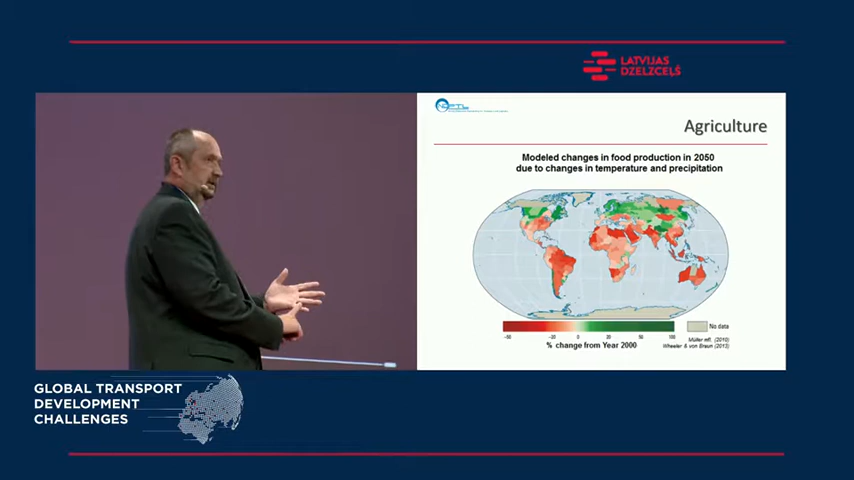 LATVIJAS
DZELZCEĻŠ
Agriculture
Modeled changes in food production in 2050
due to changes in temperature and precipitation
-50 -20 0 20 50 100
No data
% change from Year 2000
Müller mfl. (2010)
Wheeler & von Braun (2013)
GLOBAL TRANSPORT
DEVELOPMENT
CHALLENGES